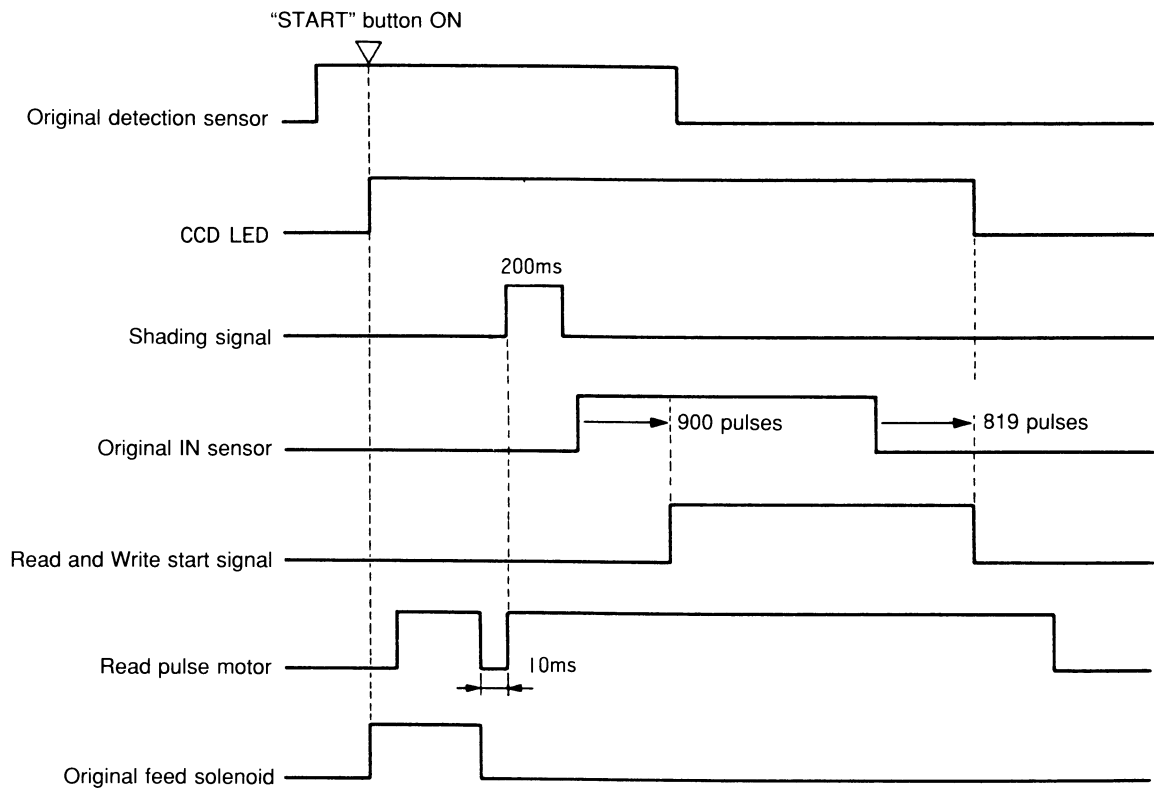 “START” button ON
Original detection sensor
CCD LED
200ms
Shading signal
900 pulses
819 pulses
Original IN sensor
Read and Write start signal
Read pulse motor
10ms
Original feed solenoid